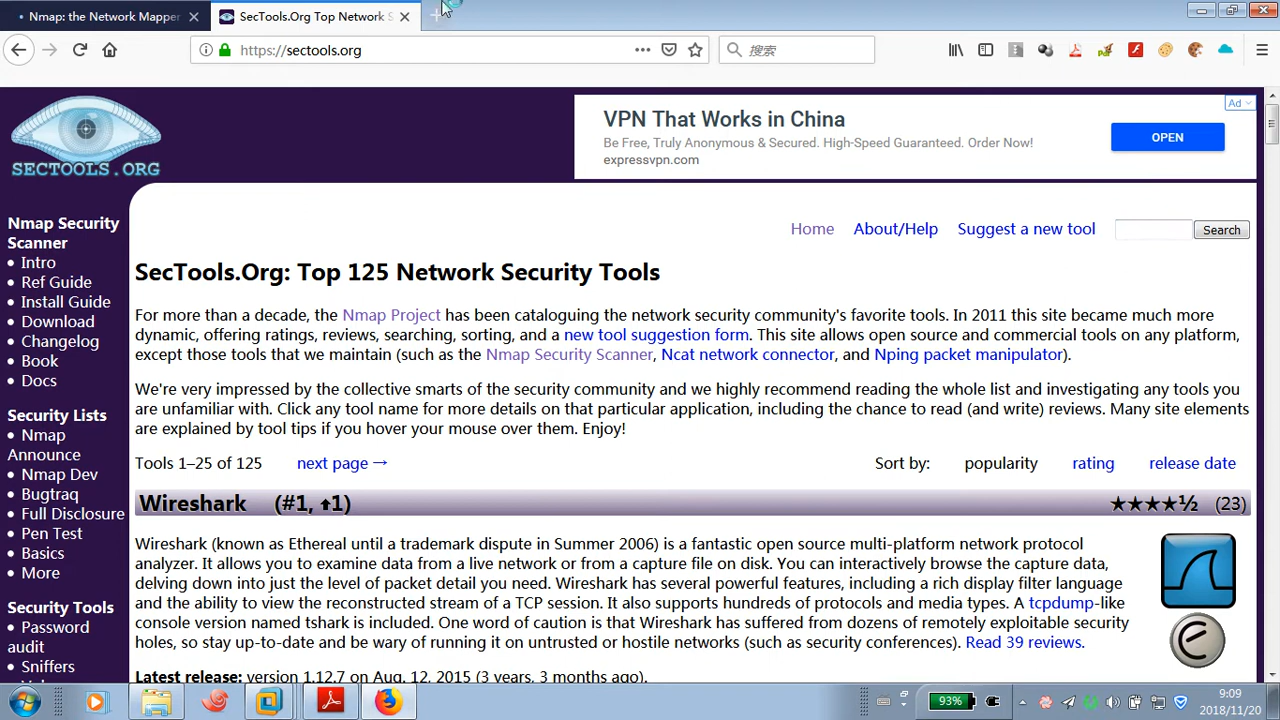 Nmap: the Network Mapper
SecTools.Org Top Network S
https://sectools.org
搜索
SECTOOLS.ORG
VPN That Works in China
Be Free, Truly Anonymous & Secured. High-Speed Guaranteed. Order Now!
expressvpn.com
OPEN
Ad
Home About/Help Suggest a new tool Search
Nmap Security
Scanner
• Intro
• Ref Guide
• Install Guide
• Download
• Changelog
• Book
• Docs
Security Lists
• Nmap
Announce
• Nmap Dev
• Bugtraq
• Full Disclosure
• Pen Test
• Basics
• More
Security Tools
• Password
audit
• Sniffers
SecTools.Org: Top 125 Network Security Tools
For more than a decade, the Nmap Project has been cataloguing the network security community's favorite tools. In 2011 this site became much more
dynamic, offering ratings, reviews, searching, sorting, and a new tool suggestion form. This site allows open source and commercial tools on any platform,
except those tools that we maintain (such as the Nmap Security Scanner, Ncat network connector, and Nping packet manipulator).
We're very impressed by the collective smarts of the security community and we highly recommend reading the whole list and investigating any tools you
are unfamiliar with. Click any tool name for more details on that particular application, including the chance to read (and write) reviews. Many site elements
are explained by tool tips if you hover your mouse over them. Enjoy!
Tools 1–25 of 125 next page → Sort by: popularity rating release date
Wireshark (#1, ⬆1) ★★★★½ (23)
Wireshark (known as Ethereal until a trademark dispute in Summer 2006) is a fantastic open source multi-platform network protocol
analyzer. It allows you to examine data from a live network or from a capture file on disk. You can interactively browse the capture data,
delving down into just the level of packet detail you need. Wireshark has several powerful features, including a rich display filter language
and the ability to view the reconstructed stream of a TCP session. It also supports hundreds of protocols and media types. A tcpdump-like
console version named tshark is included. One word of caution is that Wireshark has suffered from dozens of remotely exploitable security
holes, so stay up-to-date and be wary of running it on untrusted or hostile networks (such as security conferences). Read 39 reviews.
Latest release: version 1.12.7 on Aug. 12, 2015 (3 years, 3 months ago).
93%
9:09
2018/11/20